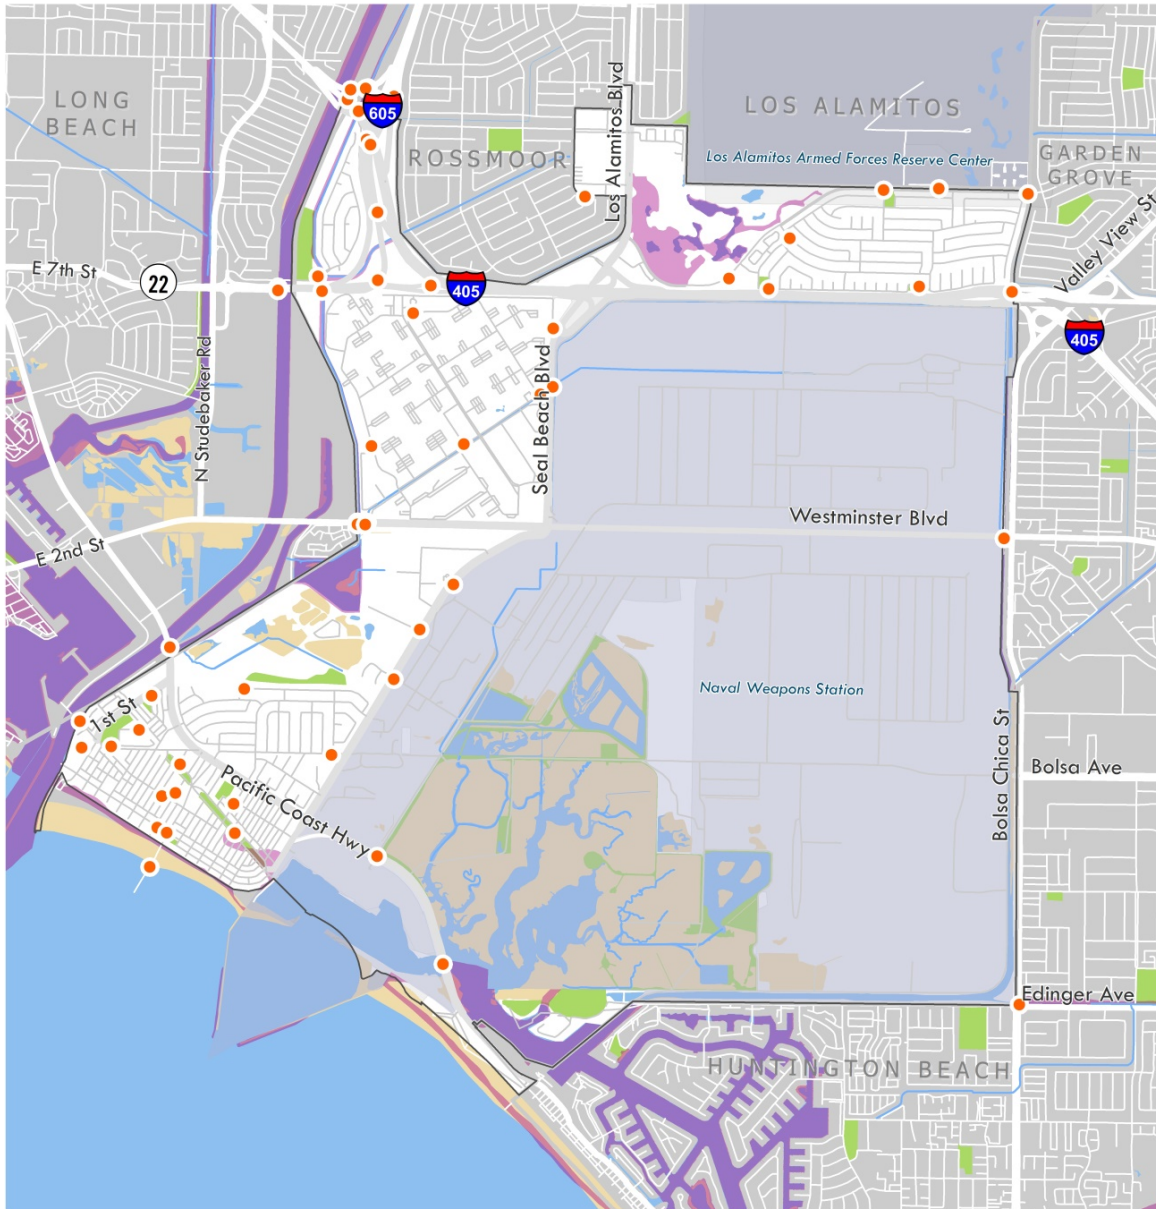 LONG
BEACH
605
ROSSMOOR
Los Alamitos Blvd
LOS ALAMITOS
Los Alamitos Armed Forces Reserve Center
GARDEN
GROVE
Valley View St
E 7th St
22
405
405
N Studebaker Rd
Seal Beach Blvd
Westminster Blvd
E 2nd St
Naval Weapons Station
1st St
Pacific Coast Hwy
Bolsa Chica St
Bolsa Ave
Edinger Ave
HUNTINGTON BEACH